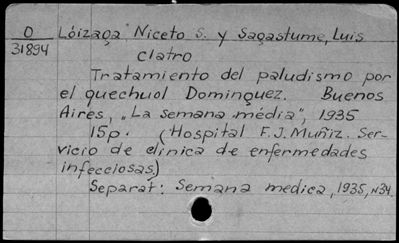 O Lóizaga Niceto S. y Sagastume, Luis
31894 Clatro
Tratamiento del paludismo por
el quechuol Dominguez. Buenos
Aires, "La semana médica", 1935
15p. (Hospital F.J. Muñiz. Ser-
vicio de clinica de enfermedades
infecciosas)
Separat: Semana medica, 1935, N34